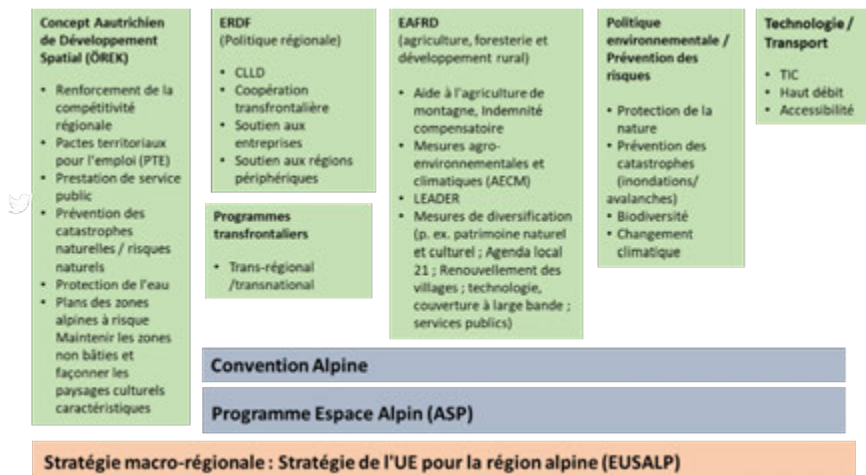 Concept Aautrichien
de Développement
Spatial (ÖREK)
• Renforcement de la
compétitivité
régionale
• Pactes territoriaux
pour l'emploi (PTE)
• Prestation de service
public
• Prévention des
catastrophes
naturelles / risques
naturels
• Protection de l'eau
• Plans des zones
alpines à risque
Maintenir les zones
non bâties et
façonner les
paysages culturels
caractéristiques
ERDF
(Politique régionale)
• CLLD
• Coopération
transfrontalière
• Soutien aux
entreprises
• Soutien aux régions
périphériques
Programmes
transfrontaliers
• Trans-régional
/transnational
EAFRD
(agriculture, foresterie et
développement rural)
• Aide à l'agriculture de
montagne, Indemnité
compensatoire
• Mesures agro-
environnementales et
climatiques (AECM)
• LEADER
• Mesures de diversification
(p. ex. patrimoine naturel
et culturel ; Agenda local
21 ; Renouvellement des
villages ; technologie,
couverture à large bande ;
services publics)
Politique
environnementale /
Prévention des
risques
• Protection de la
nature
• Prévention des
catastrophes
(inondations/
avalanches)
• Biodiversité
• Changement
climatique
Technologie /
Transport
• TIC
• Haut débit
• Accessibilité
Convention Alpine
Programme Espace Alpin (ASP)
Stratégie macro-régionale : Stratégie de l'UE pour la région alpine (EUSALP)